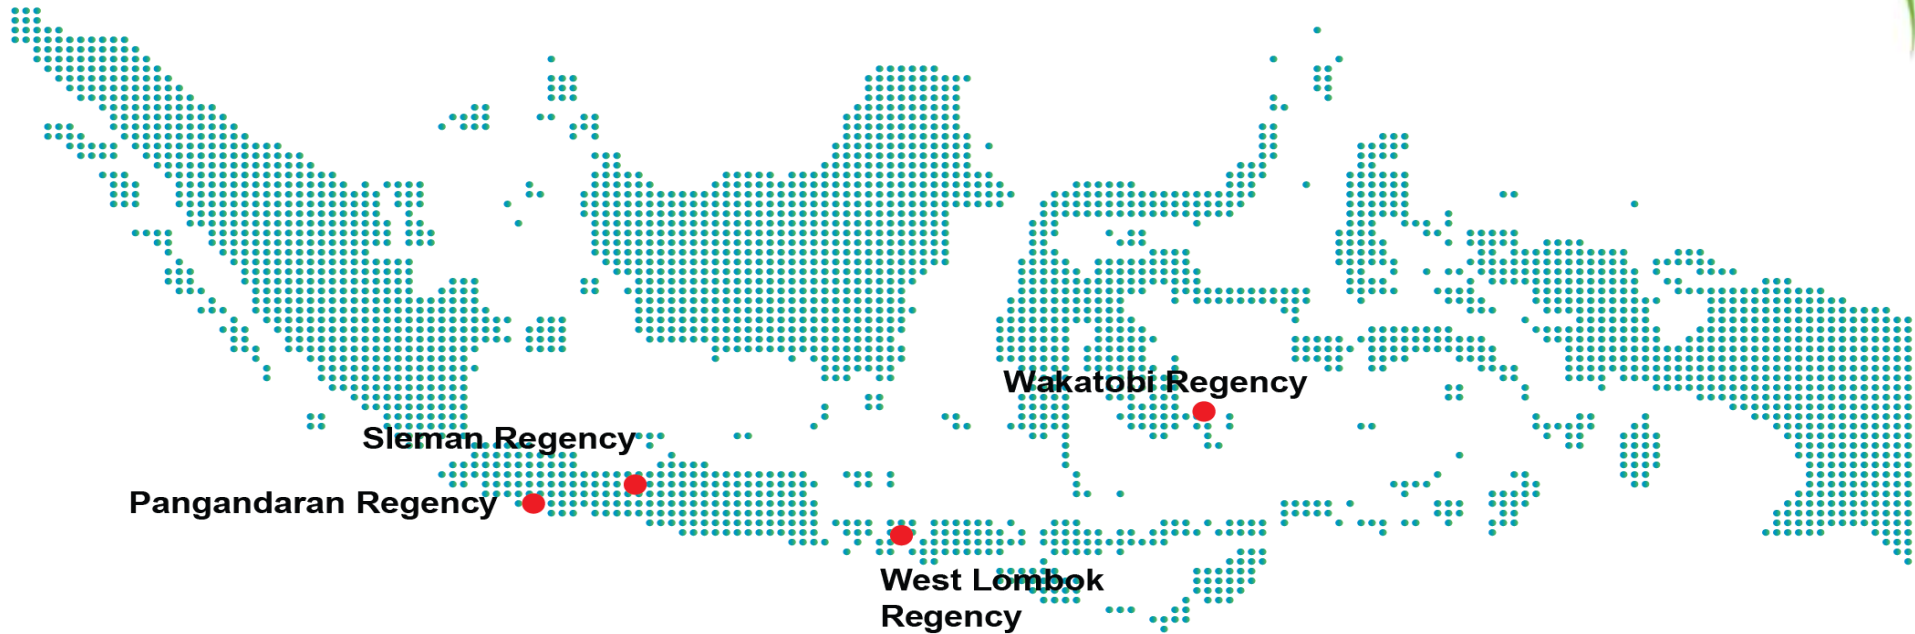 Wakatobi Regency
Sleman Regency
Pangandaran Regency
West Lombok
Regency